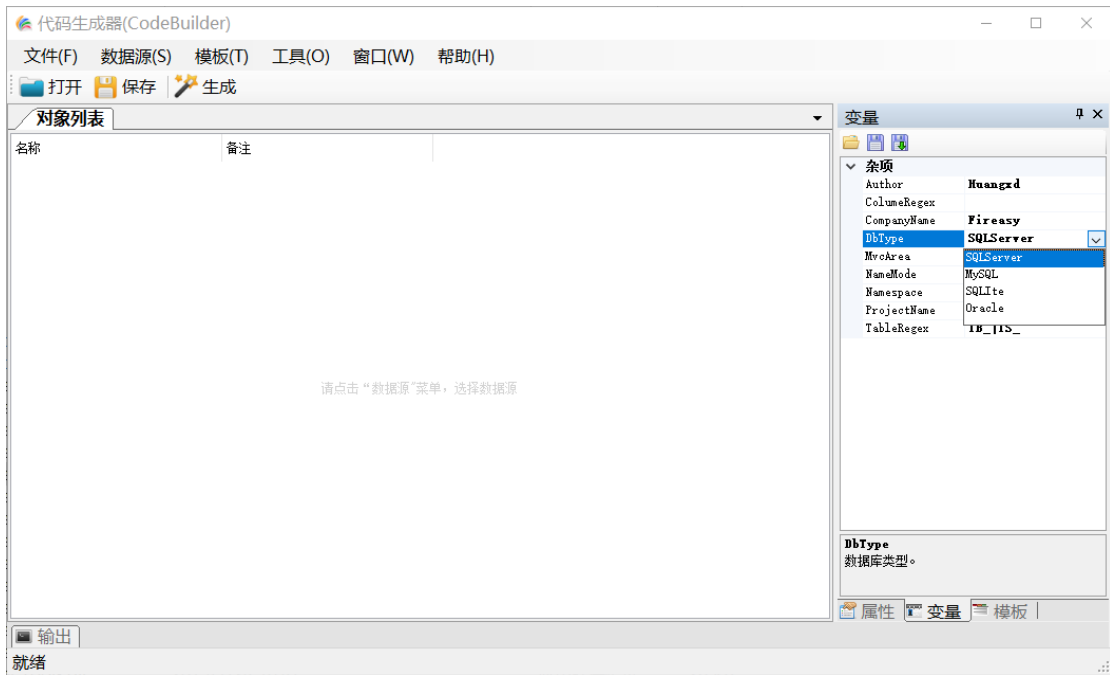 代码生成器(CodeBuilder)
文件(F) 数据源(S) 模板(T) 工具(O) 窗口(W) 帮助(H)
打开 保存 生成
对象列表
名称 备注
请点击“数据源”菜单，选择数据源
变量
杂项
Author Huangxd
ColumeRegex
CompanyName Fireasy
DbType SQLServer
MvcArea SQLServer
NameMode MySQL
Namespace SQLIte
ProjectName Oracle
TableRegex TB_|TS_
DbType
数据库类型。
属性 变量 模板
输出
就绪